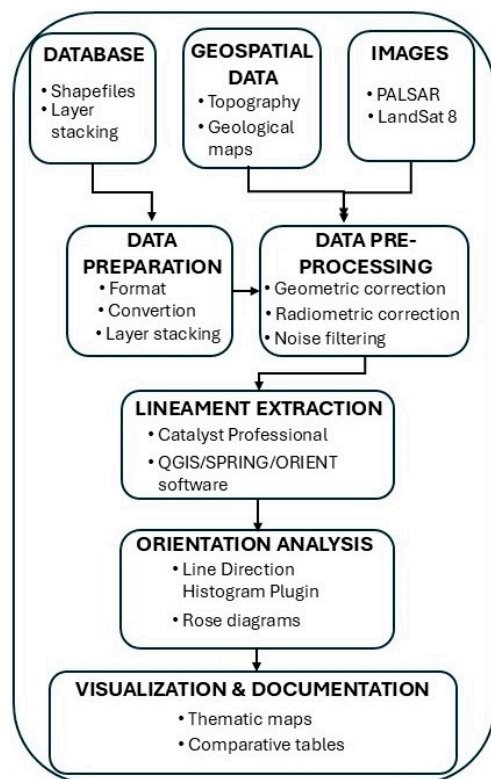 DATABASE
• Shapefiles
• Layer
stacking
GEOSPATIAL
DATA
• Topography
• Geological
maps
IMAGES
• PALSAR
• LandSat 8
DATA
PREPARATION
• Format
• Convertion
• Layer stacking
DATA PRE-
PROCESSING
• Geometric correction
• Radiometric correction
• Noise filtering
LINEAMENT EXTRACTION
• Catalyst Professional
• QGIS/SPRING/ORIENT
software
ORIENTATION ANALYSIS
• Line Direction
Histogram Plugin
• Rose diagrams
VISUALIZATION & DOCUMENTATION
• Thematic maps
• Comparative tables